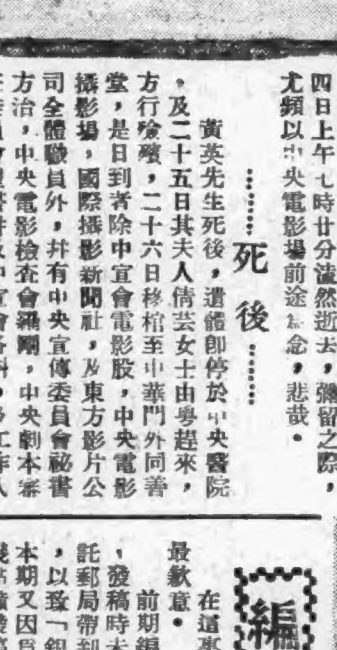 四日上午七時廿分溘然逝去,彌留之際,
尤頻以中央電影場前途為念,悲哉。
………死後………
黃英先生死後,遺體即停於中央醫院
,及二十五日其夫人倩芸女士由粵趕來,
方行殮殯,二十六日移棺至中華門外同善
堂,是日到者除中宣會電影股,中央電影
攝影場,國際攝影新聞社,及東方影片公
司全體職員外,幷有中央宣傳委員會祕書
方治,中央電影檢查會羅剛,中央劇本審
編
在這
前期編
最歉意。
,發稿時未
託郵局帶到
,以致「銀
本期又因